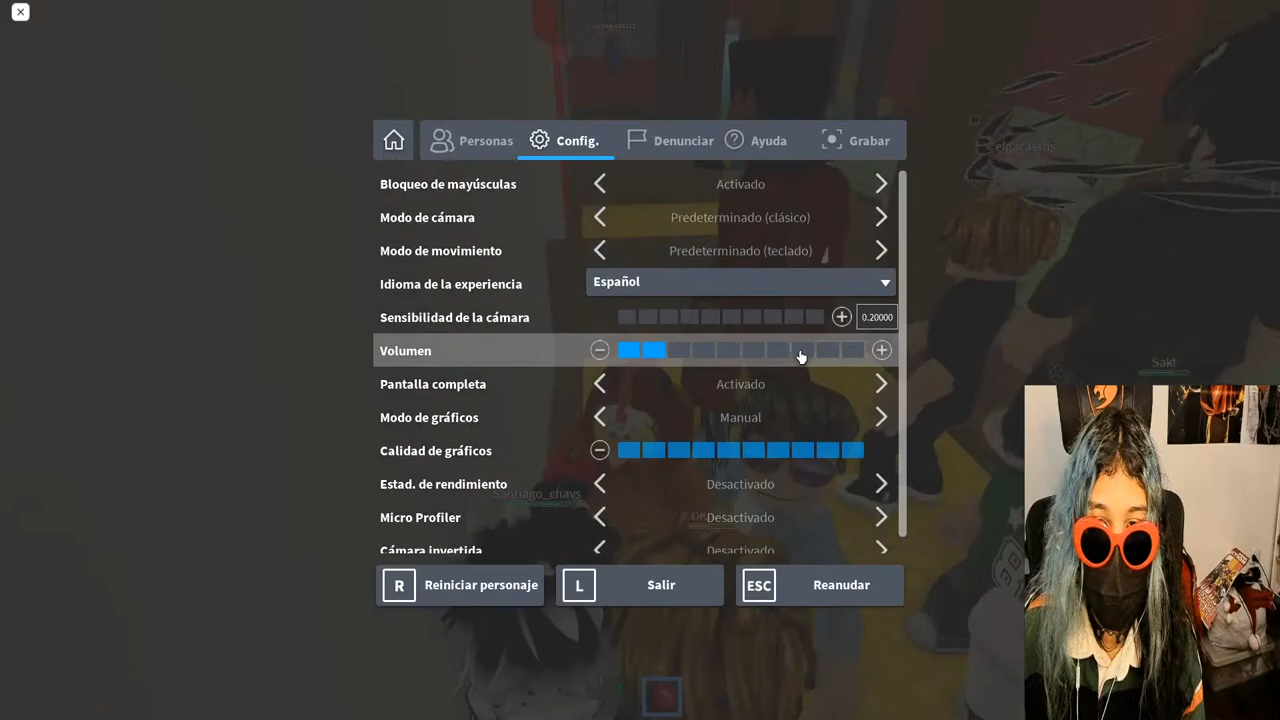 Personas
Config.
Denunciar
Ayuda
Grabar
Bloqueo de mayúsculas
Activado
Modo de cámara
Predeterminado (clásico)
Modo de movimiento
Predeterminado (teclado)
Idioma de la experiencia
Español
Sensibilidad de la cámara
0.20000
Volumen
Pantalla completa
Activado
Modo de gráficos
Manual
Calidad de gráficos
Estad. de rendimiento
Desactivado
Micro Profiler
Desactivado
Cámara invertida
Desactivado
R Reiniciar personaje
L Salir
ESC Reanudar
Sakt
Santiago_chavs